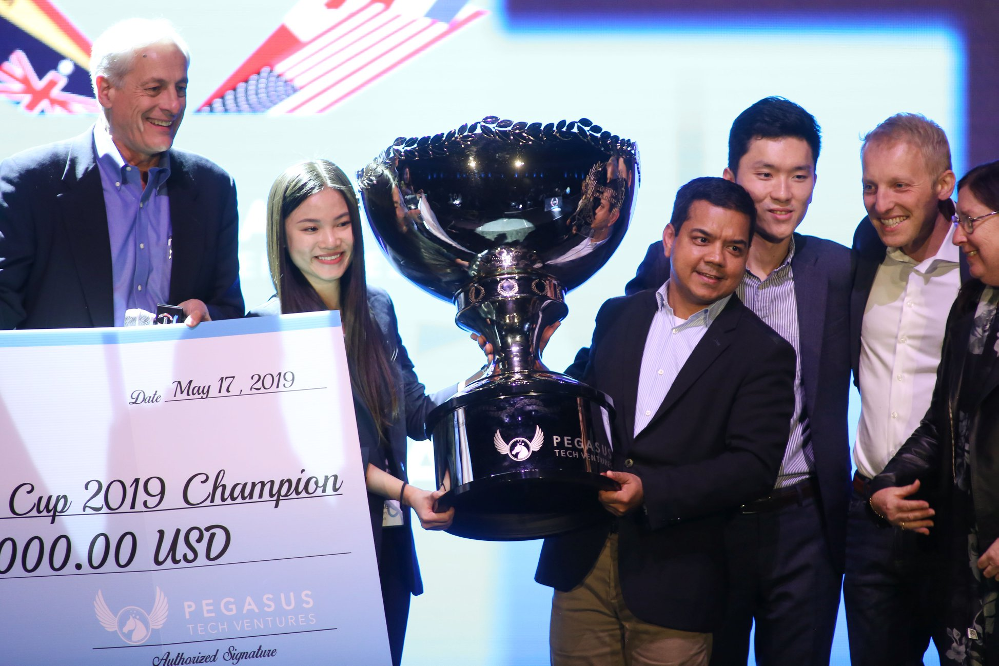 Date May 17, 2019
Cup 2019 Champion
000.00 USD
PEGASUS
TECH VENTURES
Authorized Signature
PEGASUS
TECH VENTURES